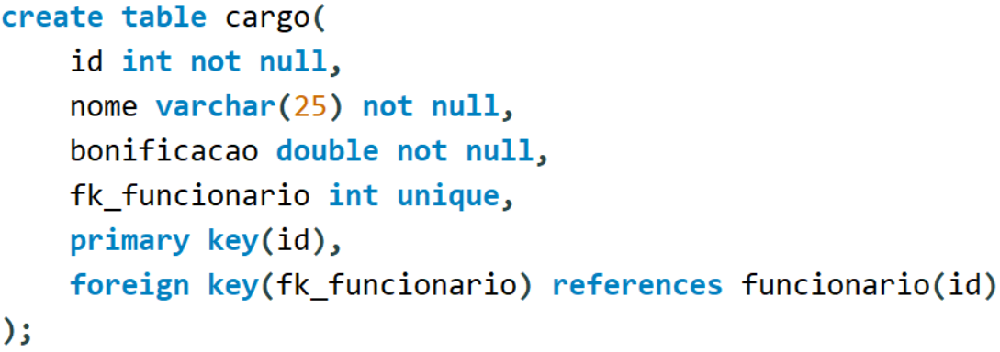 create table cargo(
id int not null,
nome varchar(25) not null,
bonificacao double not null,
fk_funcionario int unique,
primary key(id),
foreign key(fk_funcionario) references funcionario(id)
);